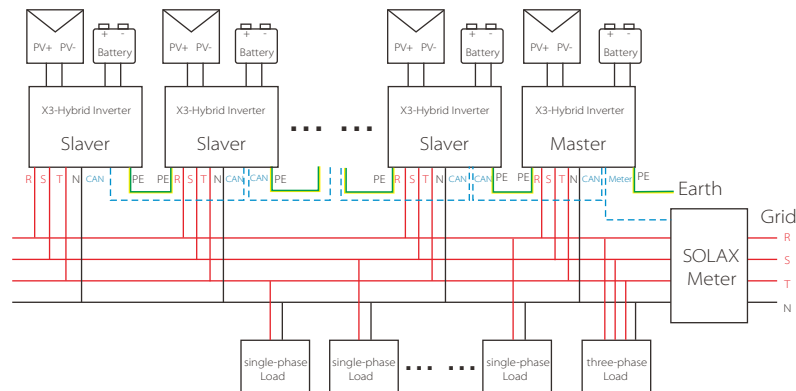 PV+ PV- + - Battery PV+ PV- + - Battery PV+ PV- + - Battery PV+ PV- + - Battery
X3-Hybrid Inverter X3-Hybrid Inverter X3-Hybrid Inverter X3-Hybrid Inverter
Slaver Slaver ... ... Slaver Master
R S T N CAN PE PE R S T N CAN CAN PE PE R S T N CAN CAN PE PE R S T N CAN Meter PE
Earth
Grid
SOLAX
Meter
R
S
T
N
single-phase
Load
single-phase
Load
... ...
single-phase
Load
three-phase
Load